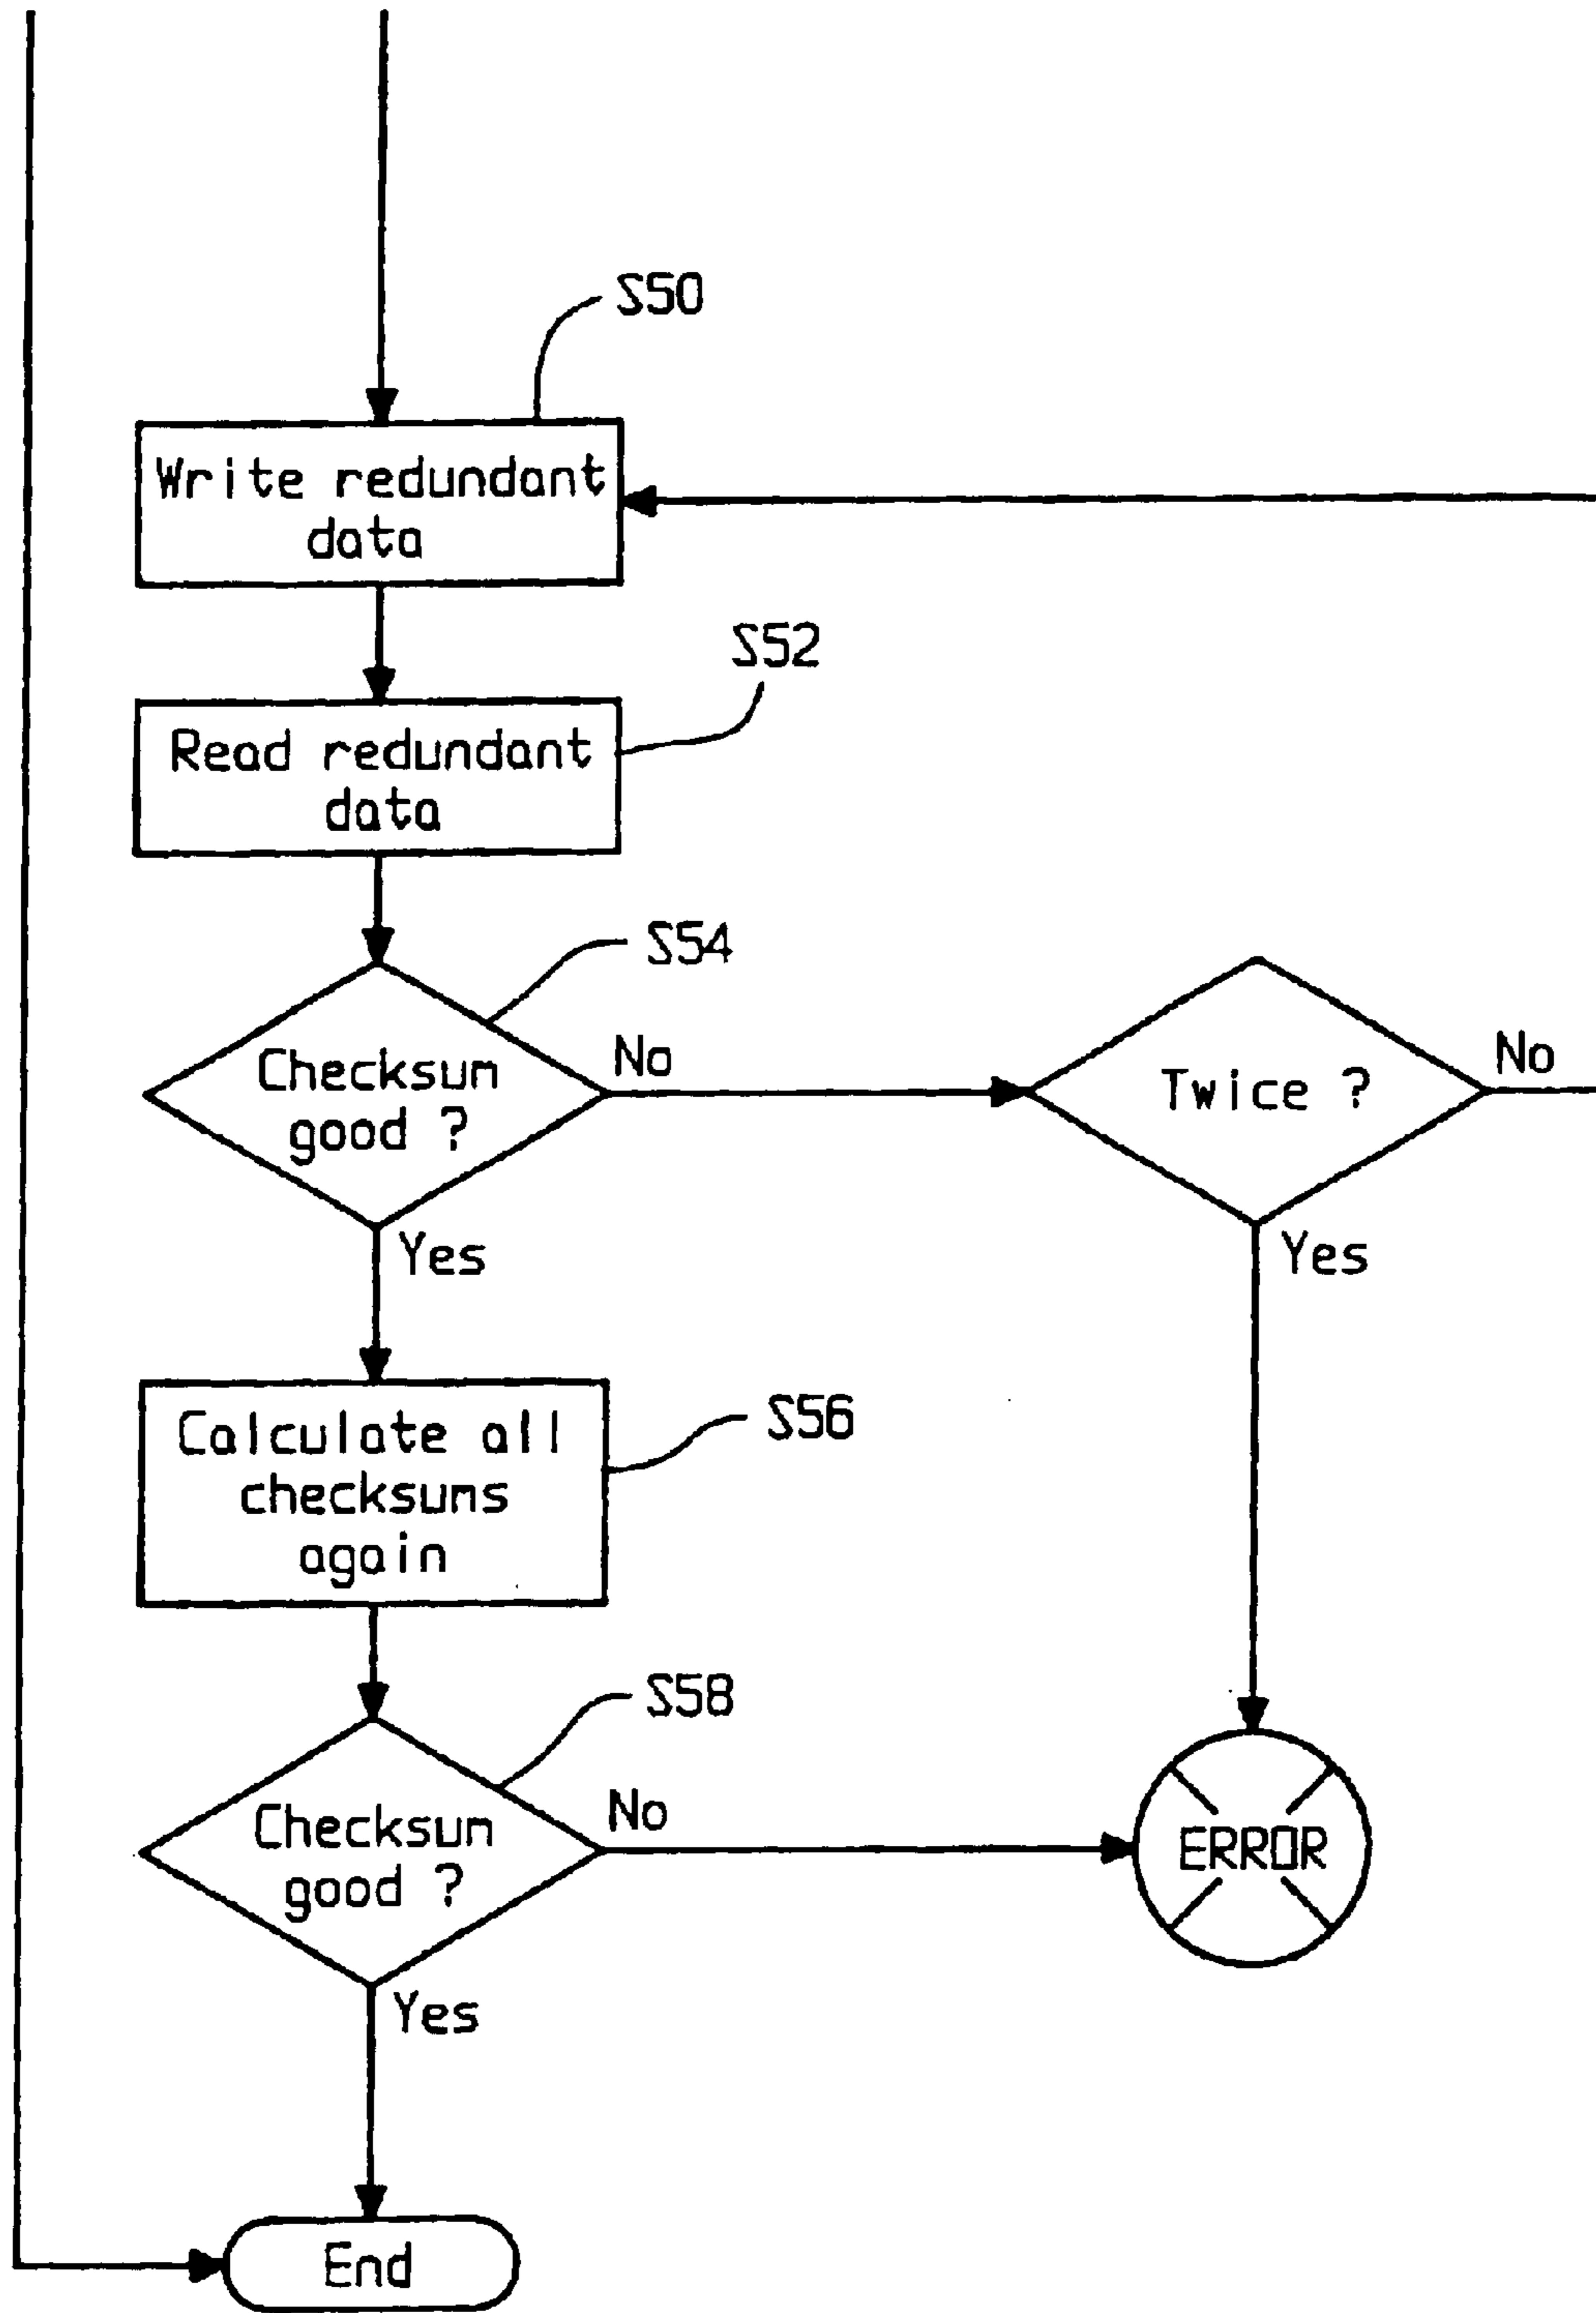 S50
Write redundant
data
S52
Read redundant
data
S54
Checksum
good ?
No
Twice ?
No
Yes
Yes
Calculate all
checksums
again
S56
S58
Checksum
good ?
No
ERROR
Yes
End